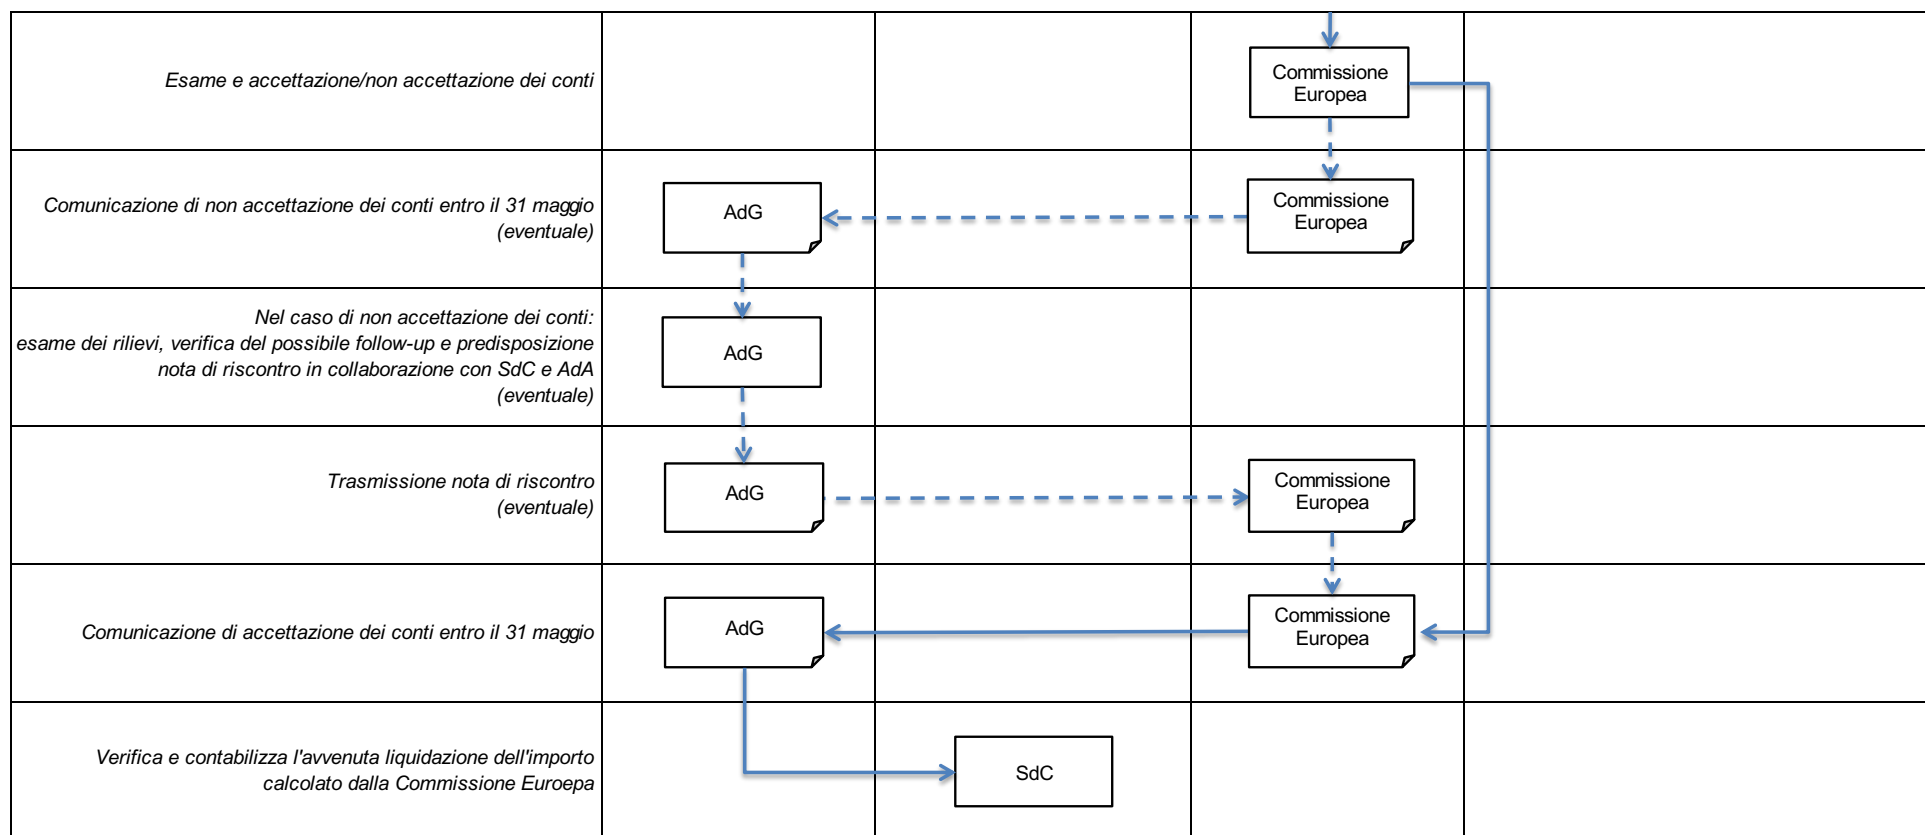 Esame e accettazione/non accettazione dei conti
Commissione
Europea
Comunicazione di non accettazione dei conti entro il 31 maggio
(eventuale)
AdG
Commissione
Europea
Nel caso di non accettazione dei conti:
esame dei rilievi, verifica del possibile follow-up e predisposizione
nota di riscontro in collaborazione con SdC e AdA
(eventuale)
AdG
Trasmissione nota di riscontro
(eventuale)
AdG
Commissione
Europea
Comunicazione di accettazione dei conti entro il 31 maggio
AdG
Commissione
Europea
Verifica e contabilizza l'avvenuta liquidazione dell'importo
calcolato dalla Commissione Euroepa
SdC